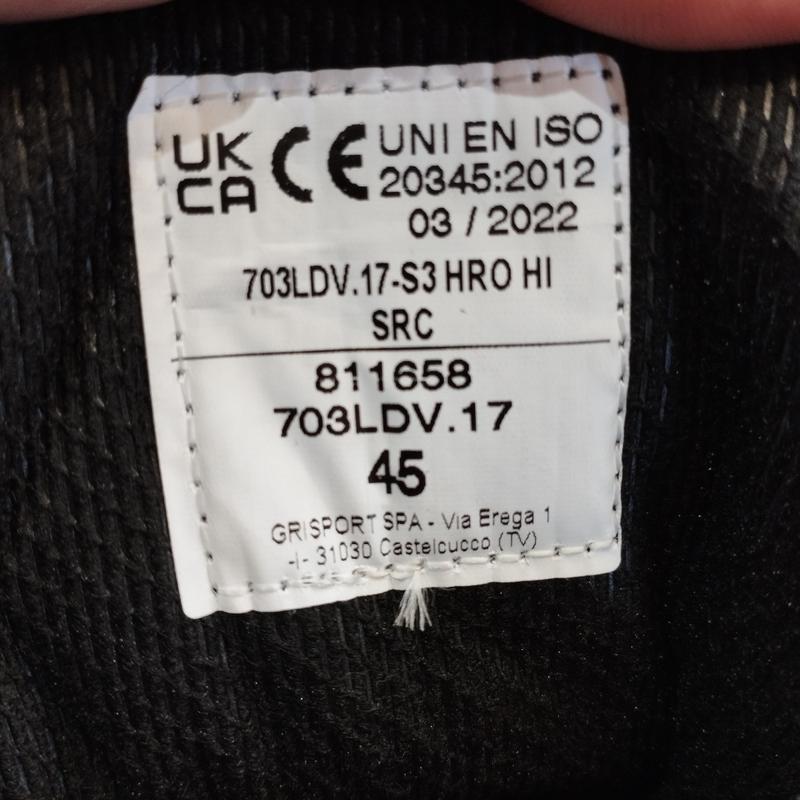 UK CA CE UNI EN ISO
20345:2012
03 / 2022
703LDV.17-S3 HRO HI
SRC
811658
703LDV.17
45
GRISPORT SPA - Via Erega 1
-I- 31030 Castelcucco (TV)